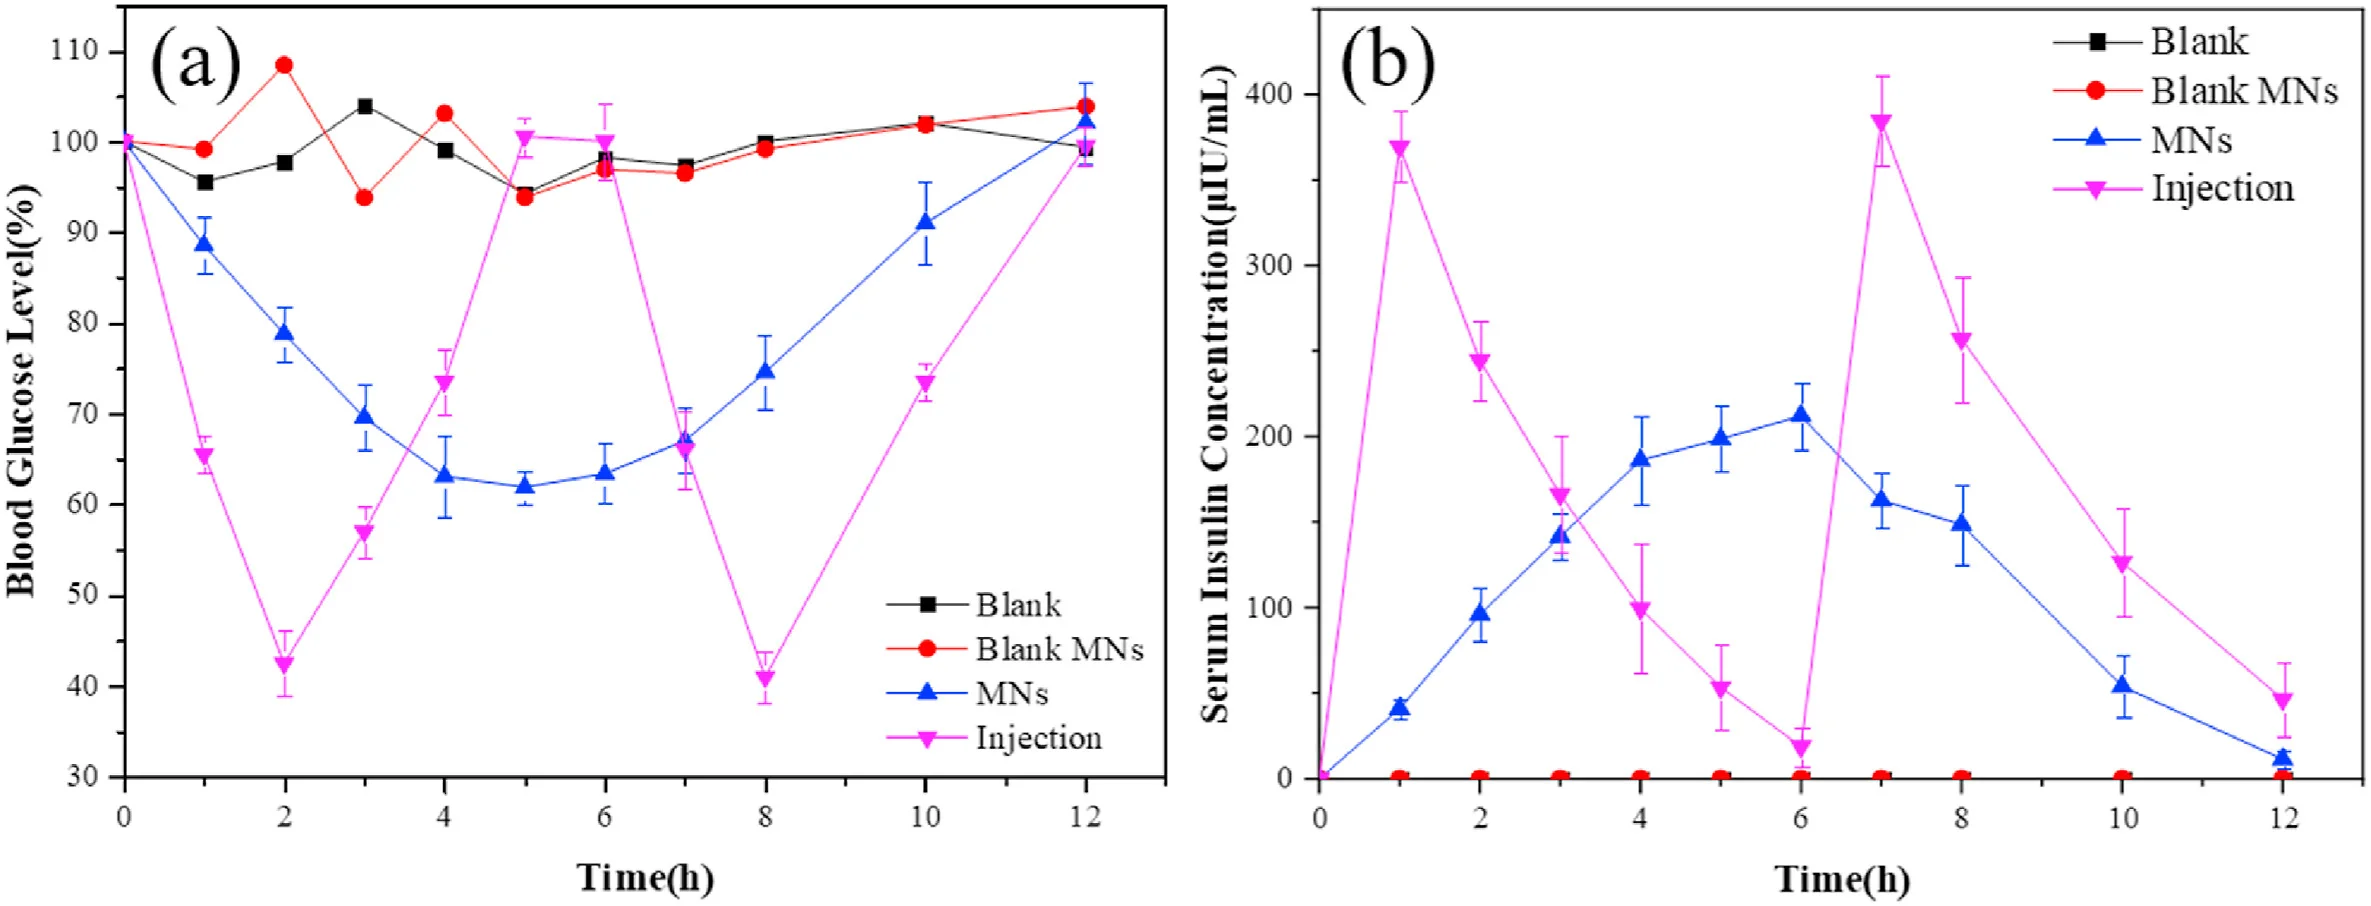 (a)
Blood Glucose Level(%)
110
100
90
80
70
60
50
40
30
0 2 4 6 8 10 12
Time(h)
Blank
Blank MNs
MNs
Injection
(b)
Serum Insulin Concentration(μIU/mL)
400
300
200
100
0
0 2 4 6 8 10 12
Time(h)
Blank
Blank MNs
MNs
Injection